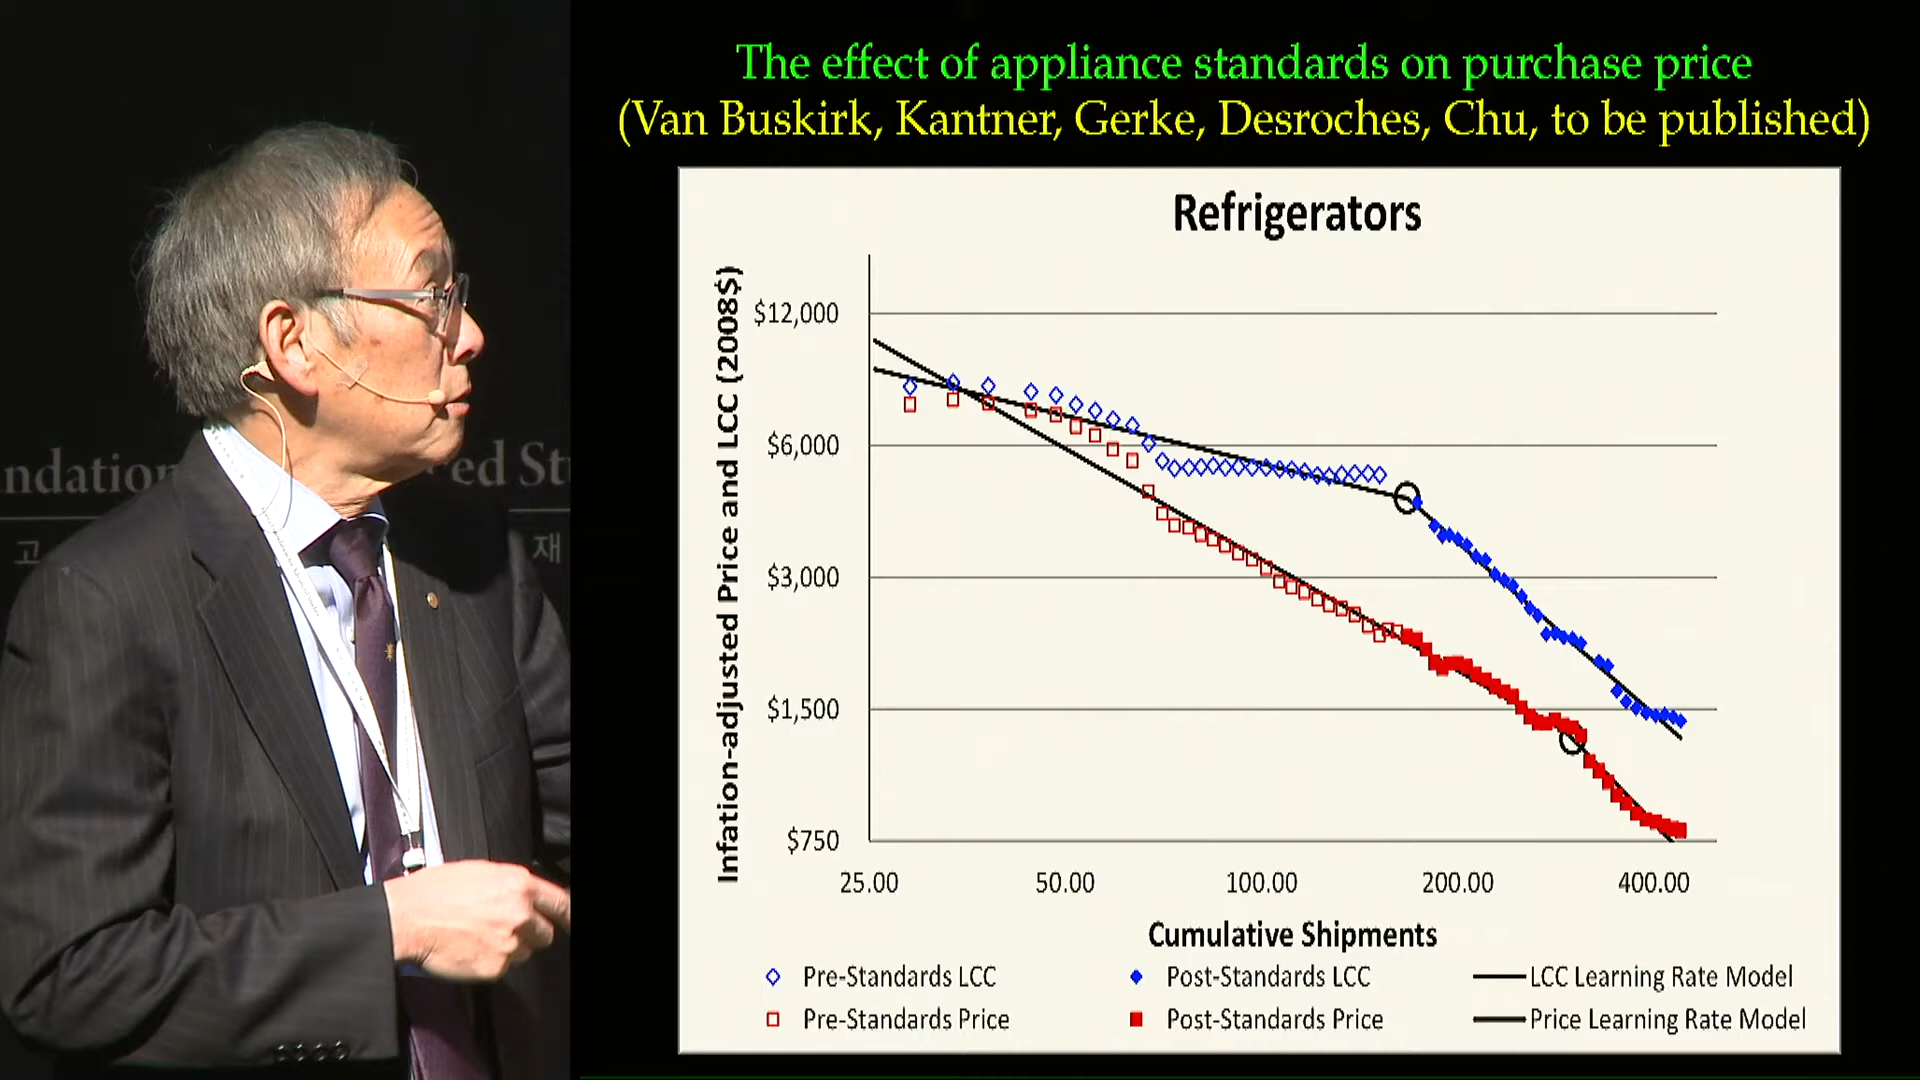 The effect of appliance standards on purchase price
(Van Buskirk, Kantner, Gerke, Desroches, Chu, to be published)
Refrigerators
Infation-adjusted Price and LCC (2008$)
$12,000
$6,000
$3,000
$1,500
$750
25.00 50.00 100.00 200.00 400.00
Cumulative Shipments
Pre-Standards LCC Post-Standards LCC LCC Learning Rate Model
Pre-Standards Price Post-Standards Price Price Learning Rate Model
ndation ed St
고 재